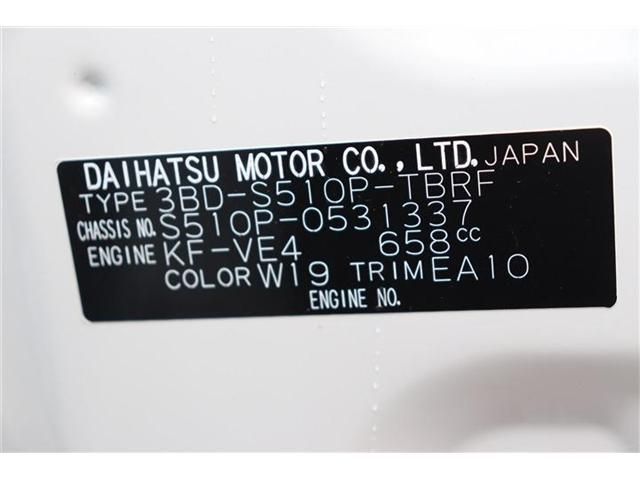 DAIHATSU MOTOR CO., LTD. JAPAN
TYPE 3BD-S510P-TBRF
CHASSIS NO. S510P-0531337
ENGINE KF-VE4 658cc
COLOR W19 TRIM EA10
ENGINE NO.